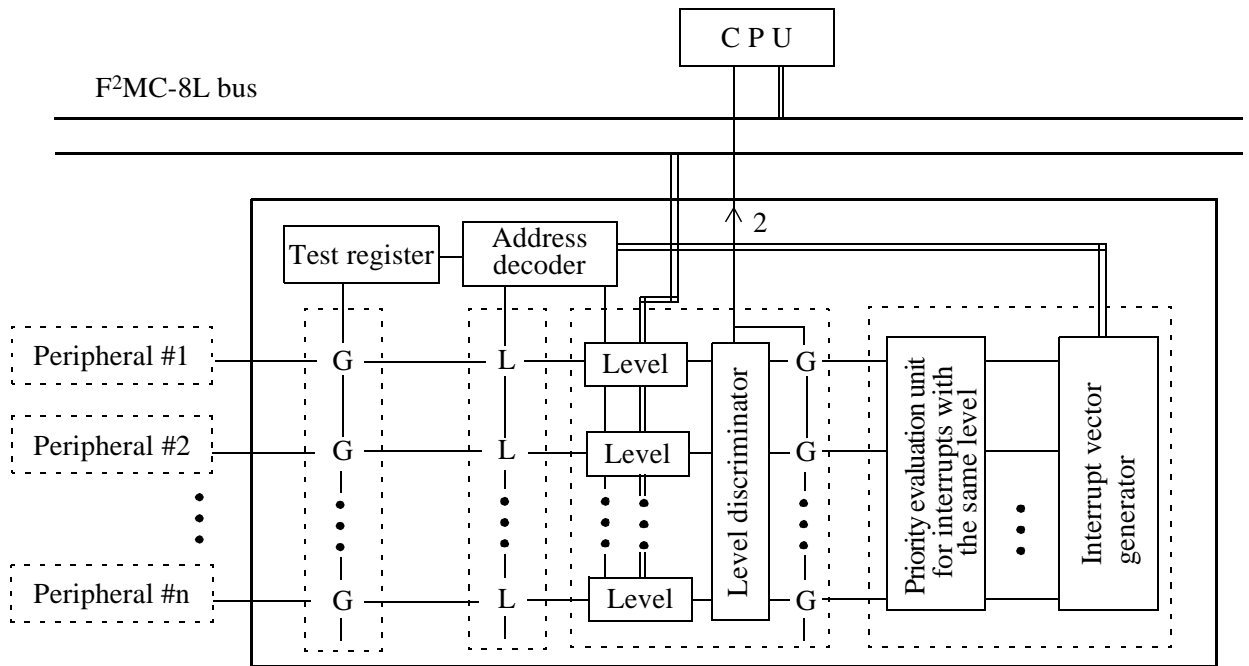 C P U
F²MC-8L bus
2
Test register
Address
decoder
Peripheral #1
G
L
Level
G
Peripheral #2
G
L
Level
G
Peripheral #n
G
L
Level
G
Level discriminator
Priority evaluation unit
for interrupts with
the same level
Interrupt vector
generator